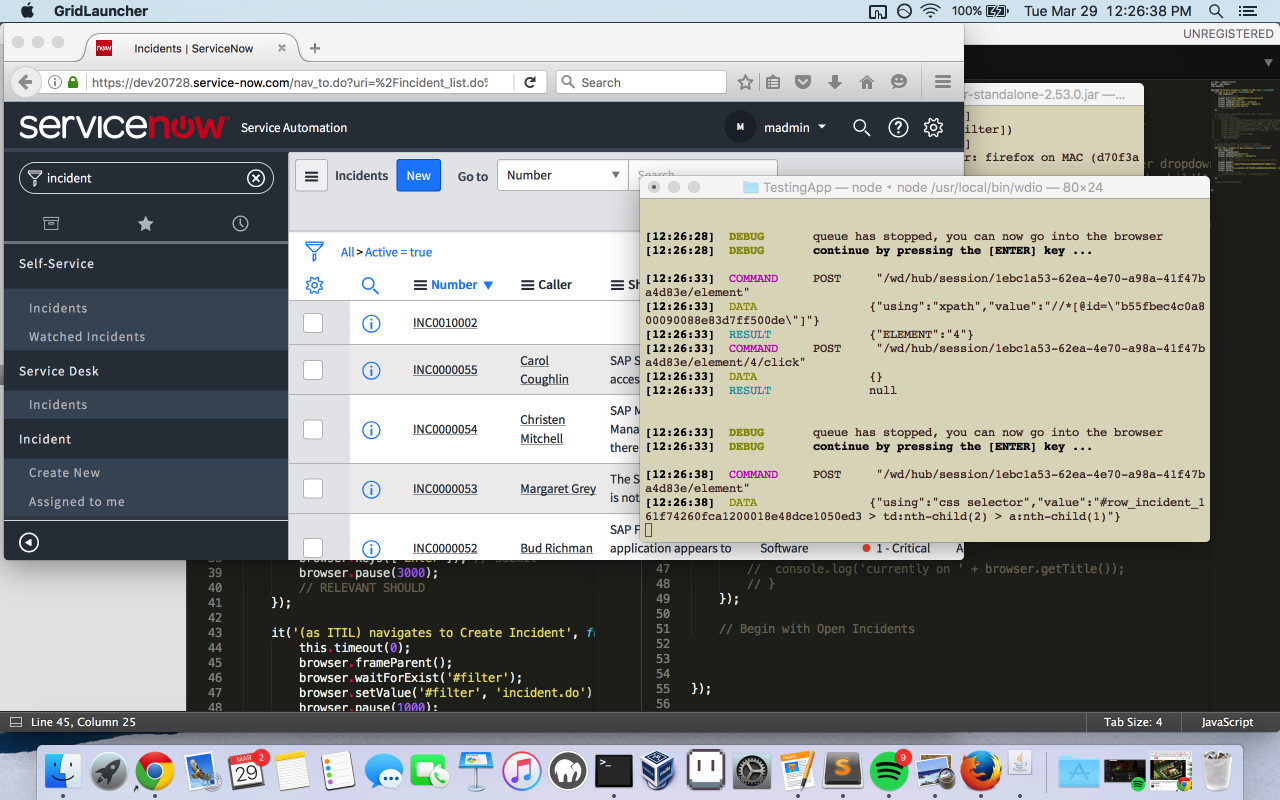 GridLauncher
100%
Tue Mar 29 12:26:38 PM
UNREGISTERED
now
Incidents | ServiceNow
https://dev20728.service-now.com/nav_to.do?uri=%2Fincident_list.do
Search
r-standalone-2.53.0.jar —...
]
ilter])
]
r: firefox on MAC (d70f3a
er dropdown
servicenow
Service Automation
M
madmin
incident
Incidents
New
Go to
Number
Search
Self-Service
Incidents
Watched Incidents
Service Desk
Incidents
Incident
Create New
Assigned to me
All > Active = true
Number
Caller
Sh
INC0010002
INC0000055
Carol
Coughlin
SAP S
acces
INC0000054
Christen
Mitchell
SAP M
Mana
there
INC0000053
Margaret Grey
The S
is not
INC0000052
Bud Richman
SAP F
application appears to
Software
1 - Critical
A
TestingApp — node ◂ node /usr/local/bin/wdio — 80×24
[12:26:28] DEBUG queue has stopped, you can now go into the browser
[12:26:28] DEBUG continue by pressing the [ENTER] key ...
[12:26:33] COMMAND POST "/wd/hub/session/1ebc1a53-62ea-4e70-a98a-41f47b
a4d83e/element"
[12:26:33] DATA {"using":"xpath","value":"//*[@id=\"b55fbec4c0a8
00090088e83d7ff500de\"]"}
[12:26:33] RESULT {"ELEMENT":"4"}
[12:26:33] COMMAND POST "/wd/hub/session/1ebc1a53-62ea-4e70-a98a-41f47b
a4d83e/element/4/click"
[12:26:33] DATA {}
[12:26:33] RESULT null
[12:26:33] DEBUG queue has stopped, you can now go into the browser
[12:26:33] DEBUG continue by pressing the [ENTER] key ...
[12:26:38] COMMAND POST "/wd/hub/session/1ebc1a53-62ea-4e70-a98a-41f47b
a4d83e/element"
[12:26:38] DATA {"using":"css selector","value":"#row_incident_1
61f74260fca1200018e48dce1050ed3 > td:nth-child(2) > a:nth-child(1)"}
39 browser.pause(3000);
40 // RELEVANT SHOULD
41 });
42
43 it('(as ITIL) navigates to Create Incident', f
44 this.timeout(0);
45 browser.frameParent();
46 browser.waitForExist('#filter');
47 browser.setValue('#filter', 'incident.do')
48 browser.pause(1000);
47 // console.log('currently on ' + browser.getTitle());
48 // }
49 });
50
51 // Begin with Open Incidents
52
53
54
55 });
56
Line 45, Column 25
Tab Size: 4
JavaScript
MAR
29
2
9